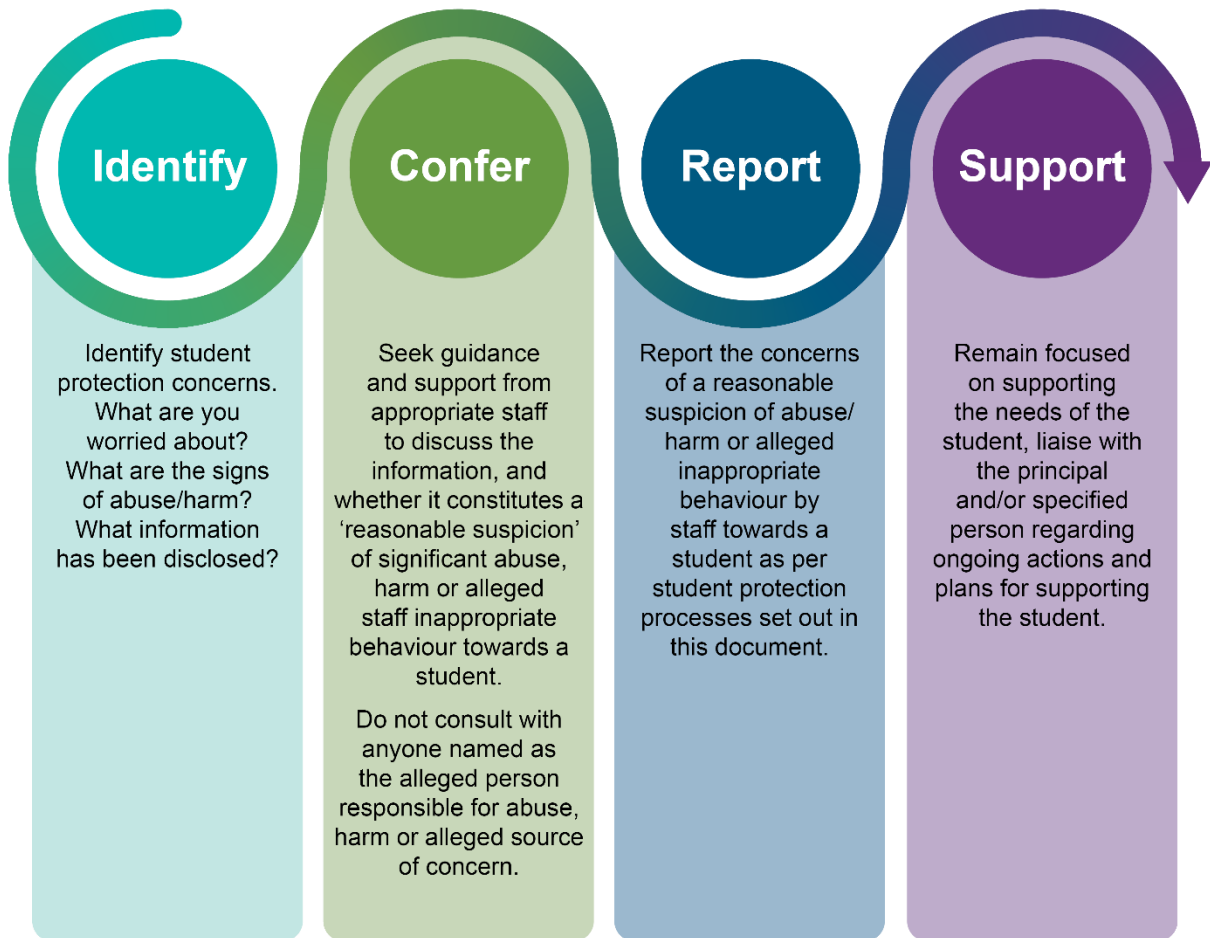 Identify
Identify student
protection concerns.
What are you
worried about?
What are the signs
of abuse/harm?
What information
has been disclosed?
Confer
Seek guidance
and support from
appropriate staff
to discuss the
information, and
whether it constitutes a
‘reasonable suspicion’
of significant abuse,
harm or alleged
staff inappropriate
behaviour towards a
student.
Do not consult with
anyone named as
the alleged person
responsible for abuse,
harm or alleged source
of concern.
Report
Report the concerns
of a reasonable
suspicion of abuse/
harm or alleged
inappropriate
behaviour by
staff towards a
student as per
student protection
processes set out in
this document.
Support
Remain focused
on supporting
the needs of the
student, liaise with
the principal
and/or specified
person regarding
ongoing actions and
plans for supporting
the student.